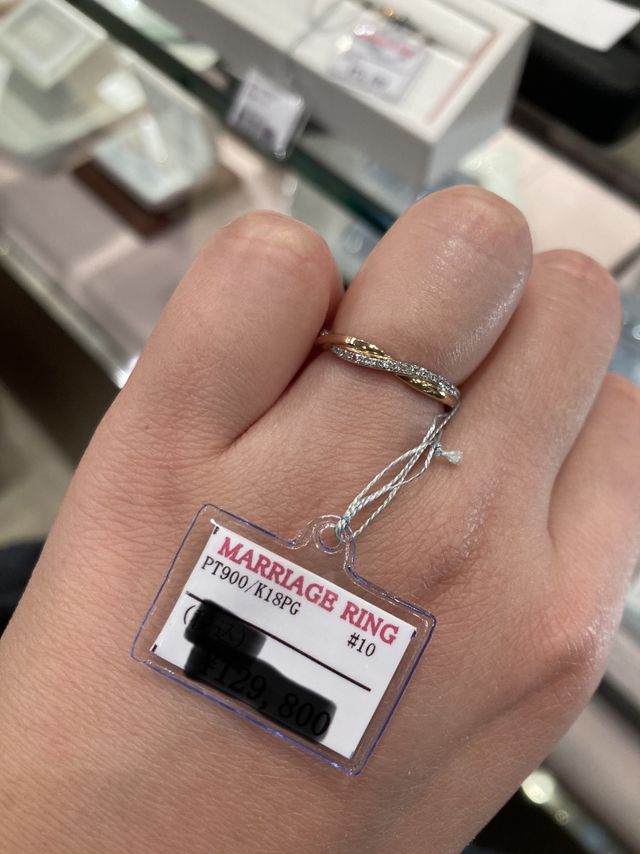 MARRIAGE RING
PT900/K18PG
#10
¥129,800